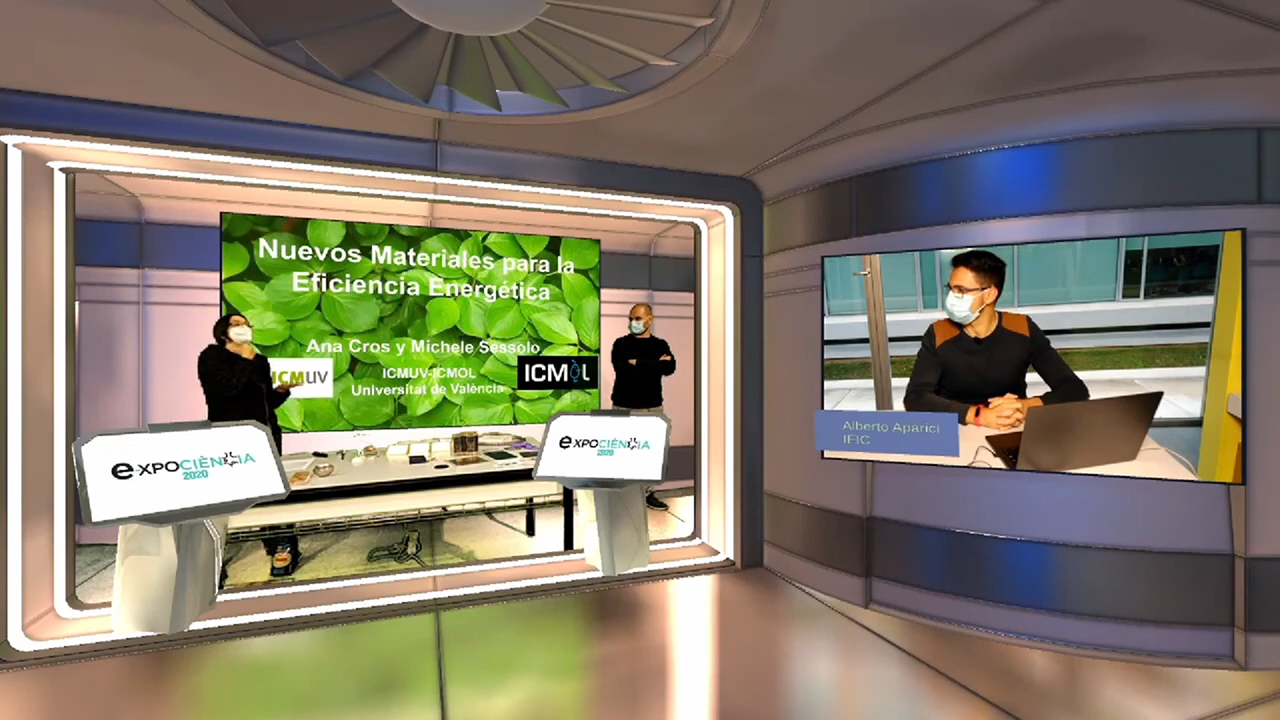 Nuevos Materiales para la
Eficiencia Energética
Ana Cros y Michele Sessolo
ICMUV-ICMOL
Universitat de València
ICMUV
ICMOL
eXPOCIÈNCIA
2020
eXPOCIÈNCIA
2020
Alberto Aparici
IFIC